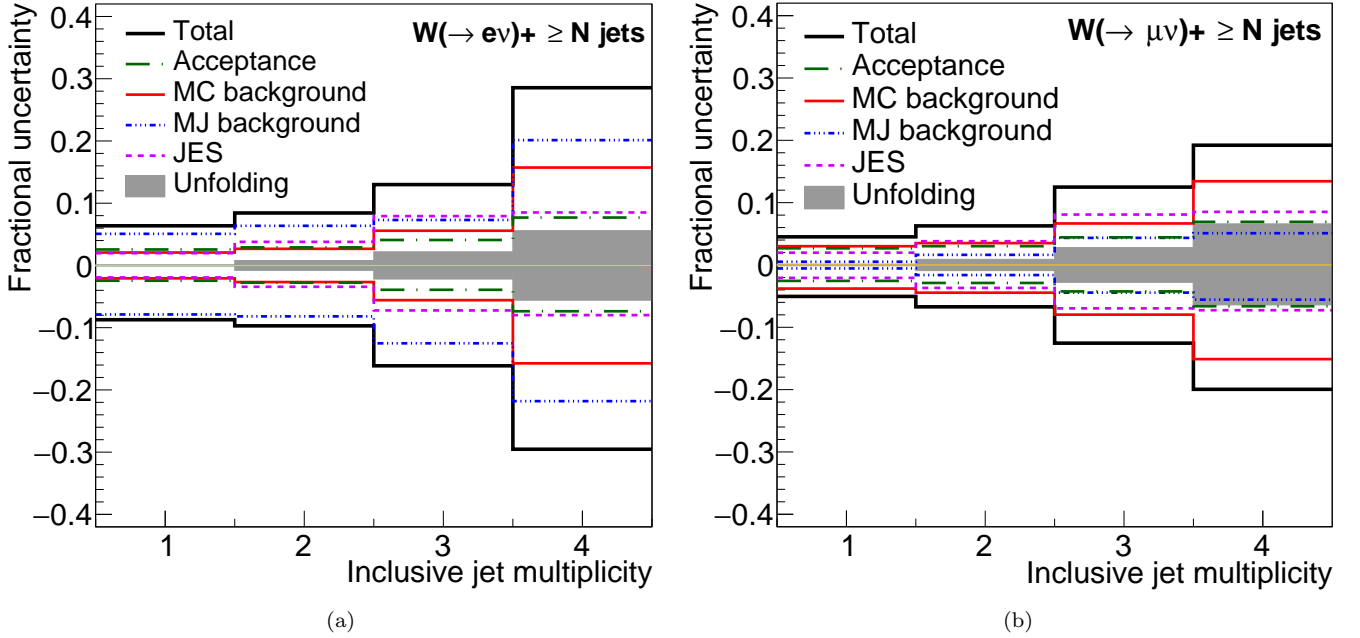 Fractional uncertainty
0.4
0.3
0.2
0.1
0
−0.1
−0.2
−0.3
−0.4
W(→ eν)+ ≥ N jets
Total
Acceptance
MC background
MJ background
JES
Unfolding
1 2 3 4
Inclusive jet multiplicity
(a)
Fractional uncertainty
0.4
0.3
0.2
0.1
0
−0.1
−0.2
−0.3
−0.4
W(→ μν)+ ≥ N jets
Total
Acceptance
MC background
MJ background
JES
Unfolding
1 2 3 4
Inclusive jet multiplicity
(b)